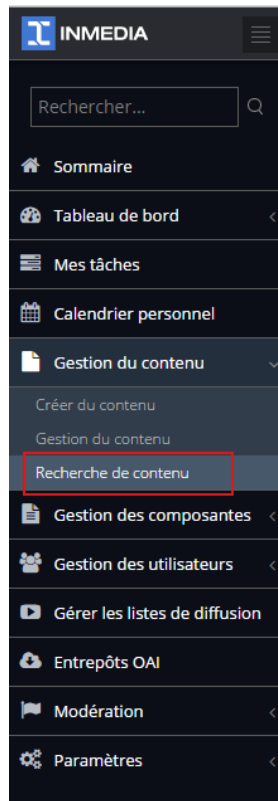 INMEDIA
Rechercher...
Sommaire
Tableau de bord
Mes tâches
Calendrier personnel
Gestion du contenu
Créer du contenu
Gestion du contenu
Recherche de contenu
Gestion des composantes
Gestion des utilisateurs
Gérer les listes de diffusion
Entrepôts OAI
Modération
Paramètres